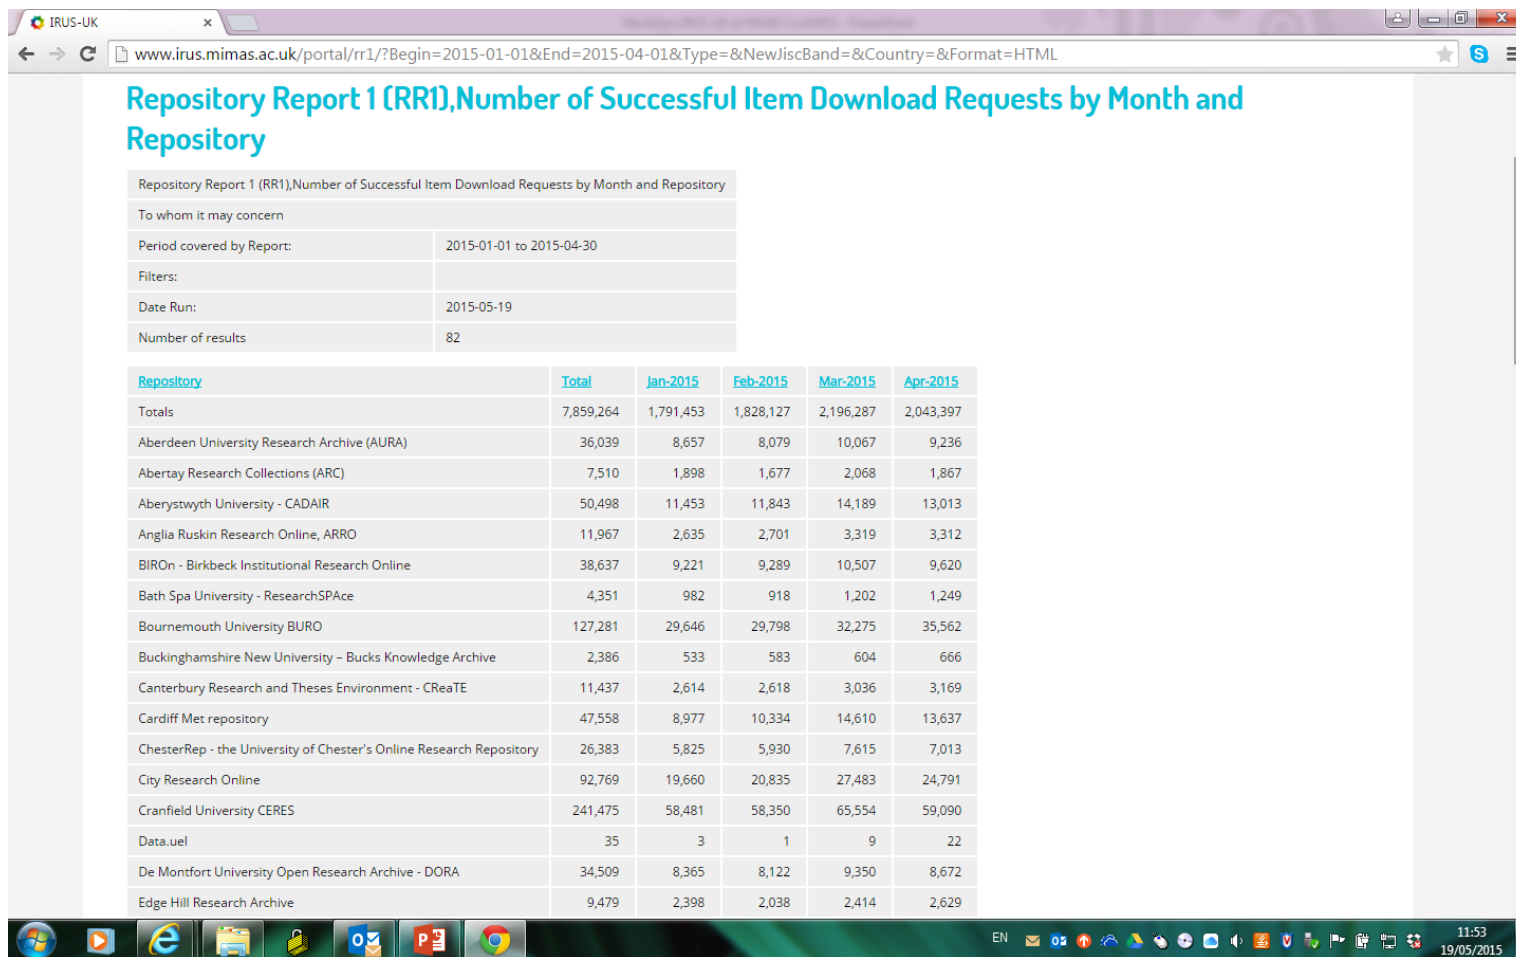 IRUS-UK
www.irus.mimas.ac.uk/portal/rr1/?Begin=2015-01-01&End=2015-04-01&Type=&NewJiscBand=&Country=&Format=HTML
Repository Report 1 (RR1),Number of Successful Item Download Requests by Month and
Repository
Repository Report 1 (RR1),Number of Successful Item Download Requests by Month and Repository
To whom it may concern
Period covered by Report: 2015-01-01 to 2015-04-30
Filters:
Date Run: 2015-05-19
Number of results 82
Repository Total Jan-2015 Feb-2015 Mar-2015 Apr-2015
Totals 7,859,264 1,791,453 1,828,127 2,196,287 2,043,397
Aberdeen University Research Archive (AURA) 36,039 8,657 8,079 10,067 9,236
Abertay Research Collections (ARC) 7,510 1,898 1,677 2,068 1,867
Aberystwyth University - CADAIR 50,498 11,453 11,843 14,189 13,013
Anglia Ruskin Research Online, ARRO 11,967 2,635 2,701 3,319 3,312
BIROn - Birkbeck Institutional Research Online 38,637 9,221 9,289 10,507 9,620
Bath Spa University - ResearchSPAce 4,351 982 918 1,202 1,249
Bournemouth University BURO 127,281 29,646 29,798 32,275 35,562
Buckinghamshire New University – Bucks Knowledge Archive 2,386 533 583 604 666
Canterbury Research and Theses Environment - CReaTE 11,437 2,614 2,618 3,036 3,169
Cardiff Met repository 47,558 8,977 10,334 14,610 13,637
ChesterRep - the University of Chester's Online Research Repository 26,383 5,825 5,930 7,615 7,013
City Research Online 92,769 19,660 20,835 27,483 24,791
Cranfield University CERES 241,475 58,481 58,350 65,554 59,090
Data.uel 35 3 1 9 22
De Montfort University Open Research Archive - DORA 34,509 8,365 8,122 9,350 8,672
Edge Hill Research Archive 9,479 2,398 2,038 2,414 2,629
EN
11:53
19/05/2015